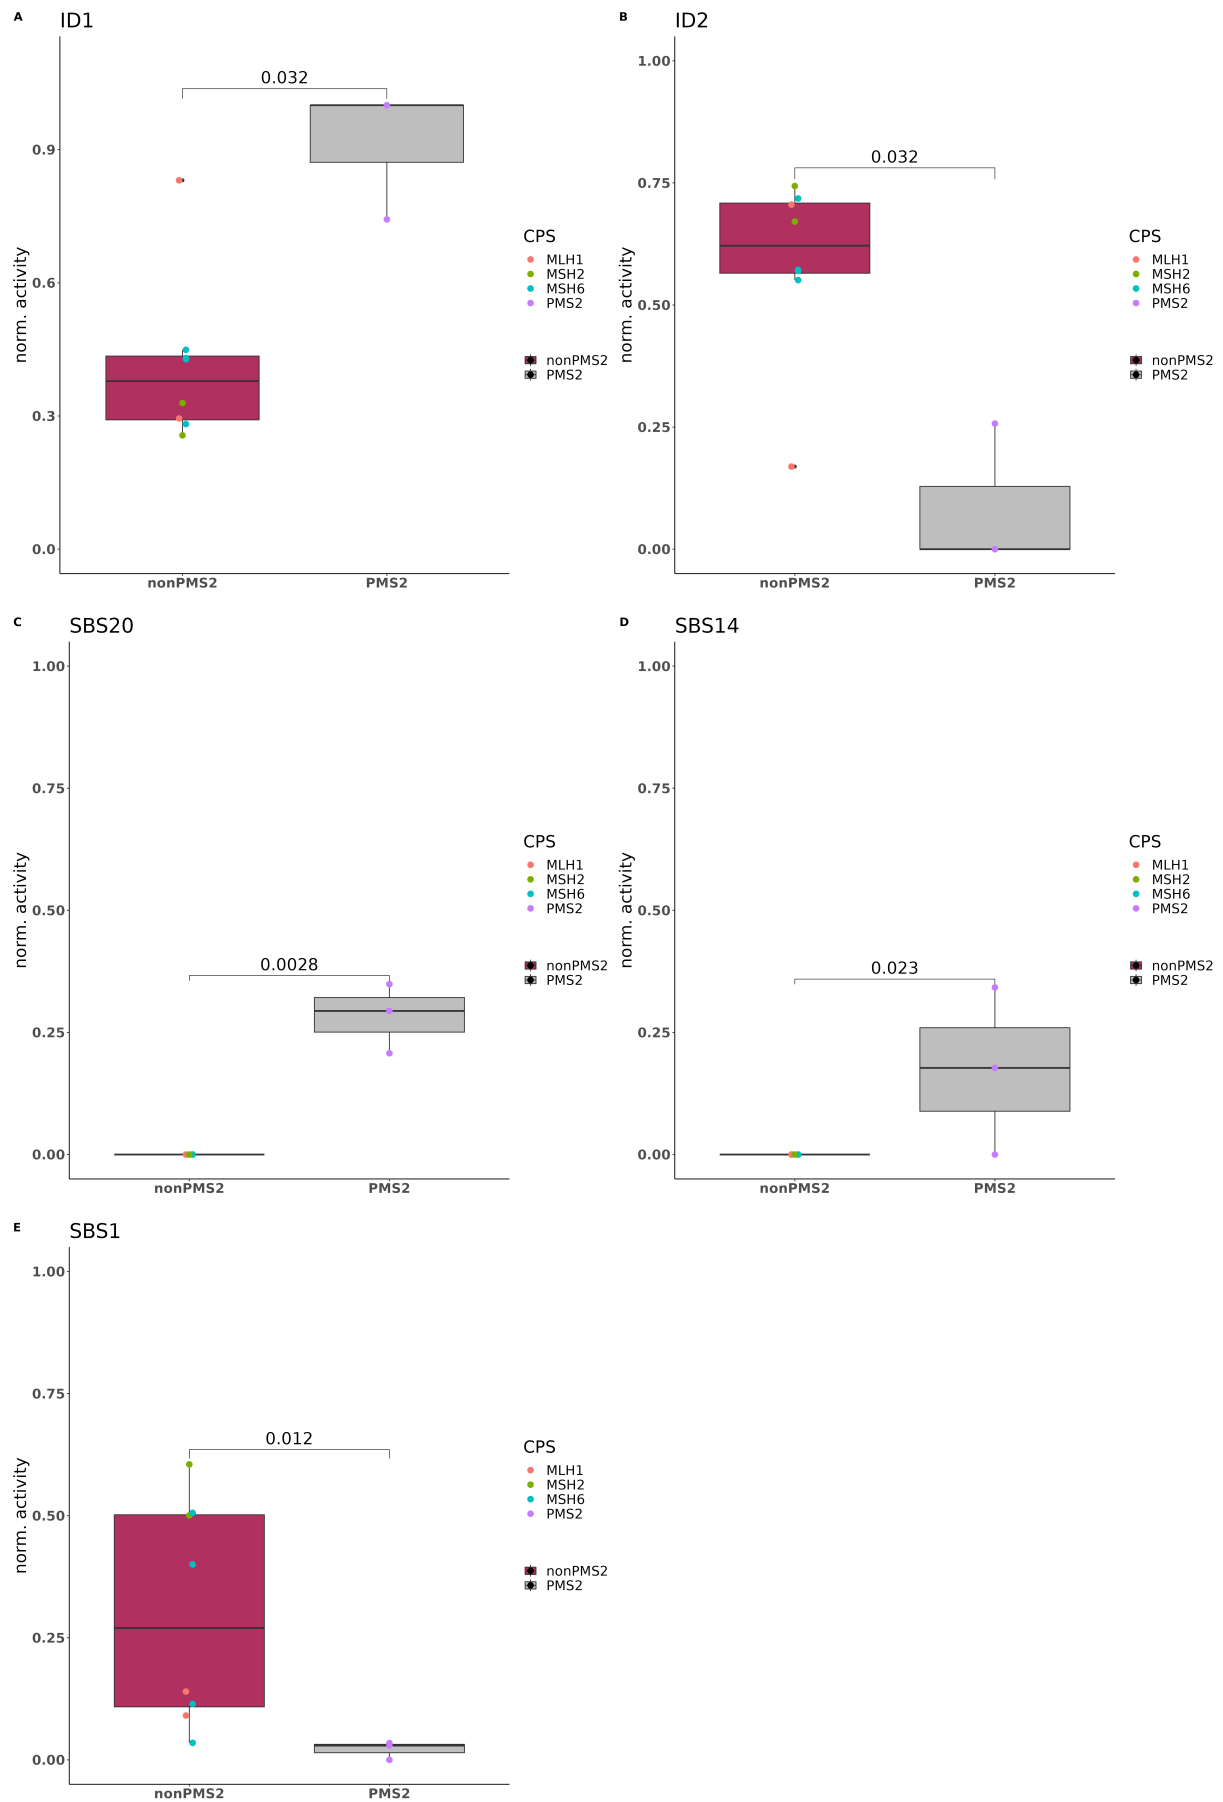 A ID1
norm. activity
0.9
0.6
0.3
0.0
0.032
nonPMS2 PMS2
CPS
MLH1
MSH2
MSH6
PMS2
nonPMS2
PMS2
B ID2
norm. activity
1.00
0.75
0.50
0.25
0.00
0.032
nonPMS2 PMS2
CPS
MLH1
MSH2
MSH6
PMS2
nonPMS2
PMS2
C SBS20
norm. activity
1.00
0.75
0.50
0.25
0.00
0.0028
nonPMS2 PMS2
CPS
MLH1
MSH2
MSH6
PMS2
nonPMS2
PMS2
D SBS14
norm. activity
1.00
0.75
0.50
0.25
0.00
0.023
nonPMS2 PMS2
CPS
MLH1
MSH2
MSH6
PMS2
nonPMS2
PMS2
E SBS1
norm. activity
1.00
0.75
0.50
0.25
0.00
0.012
nonPMS2 PMS2
CPS
MLH1
MSH2
MSH6
PMS2
nonPMS2
PMS2